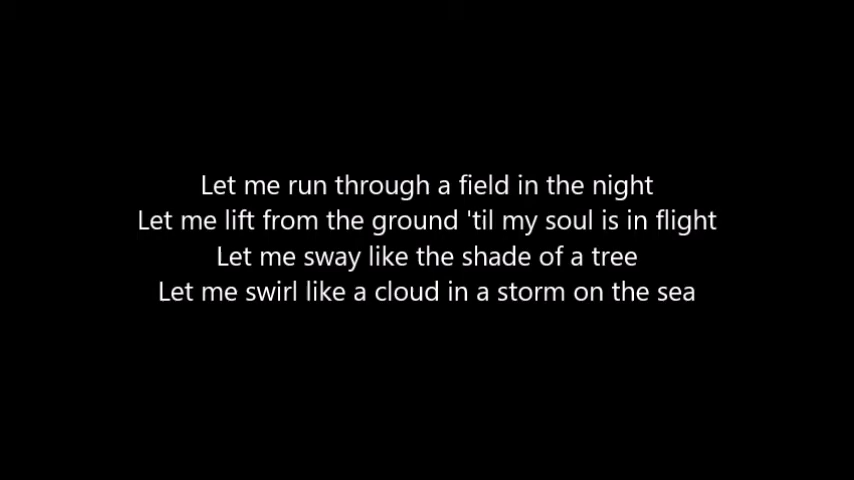 Let me run through a field in the night
Let me lift from the ground 'til my soul is in flight
Let me sway like the shade of a tree
Let me swirl like a cloud in a storm on the sea